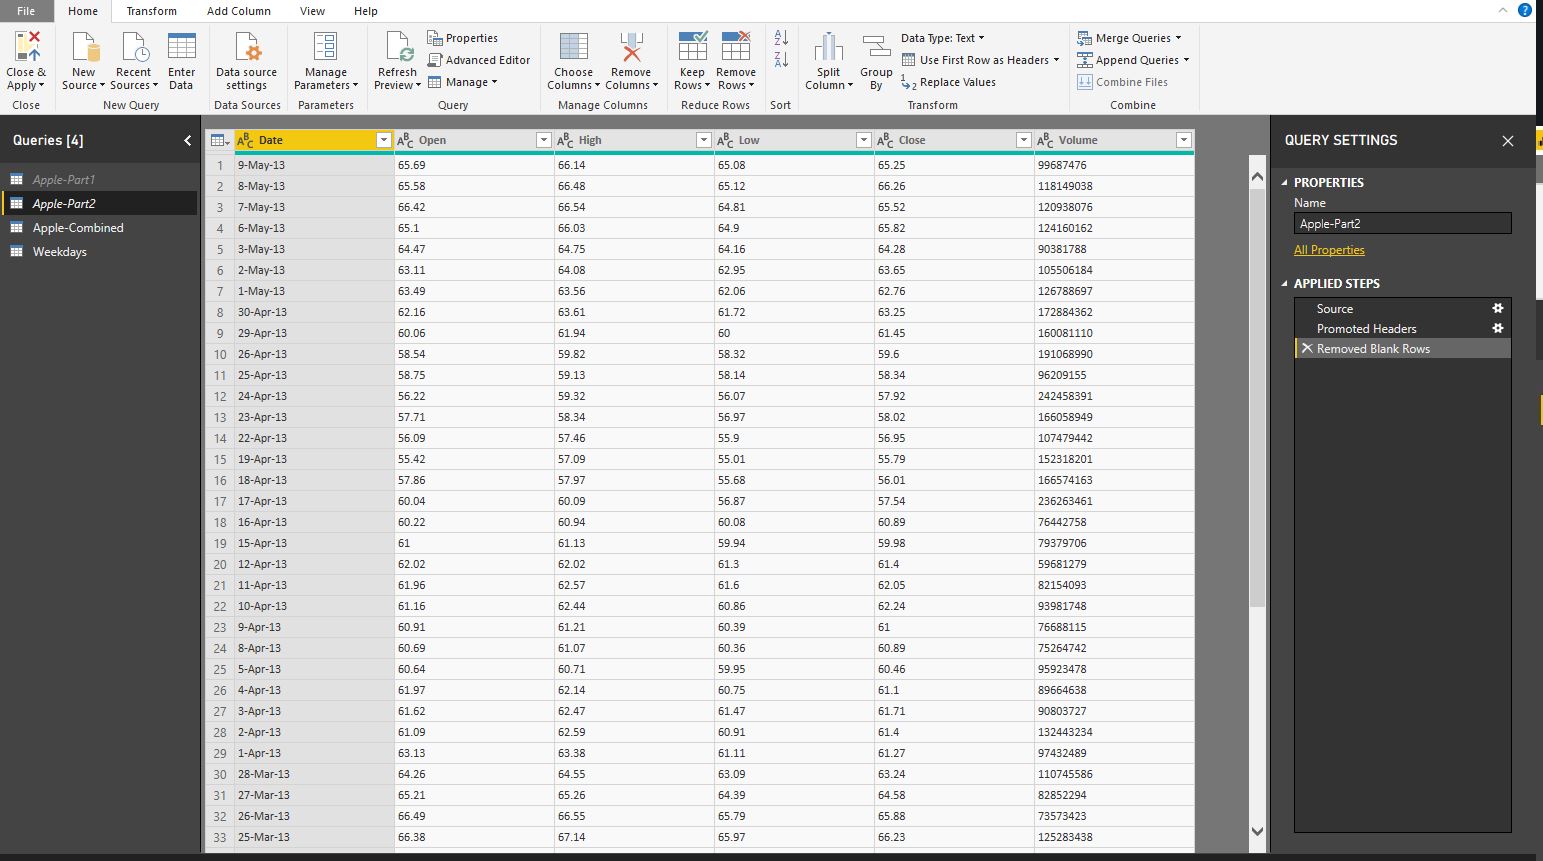 File Home Transform Add Column View Help
Close & Apply
Close
New Source
Recent Sources
Enter Data
New Query
Data source settings
Data Sources
Manage Parameters
Parameters
Refresh Preview
Properties
Advanced Editor
Manage
Query
Choose Columns
Remove Columns
Manage Columns
Keep Rows
Remove Rows
Reduce Rows
A Z
Z A
Sort
Split Column
Group By
Data Type: Text
Use First Row as Headers
1 2 Replace Values
Transform
Merge Queries
Append Queries
Combine Files
Combine
Queries [4]
Apple-Part1
Apple-Part2
Apple-Combined
Weekdays
ABC Date ABC Open ABC High ABC Low ABC Close ABC Volume
1 9-May-13 65.69 66.14 65.08 65.25 99687476
2 8-May-13 65.58 66.48 65.12 66.26 118149038
3 7-May-13 66.42 66.54 64.81 65.52 120938076
4 6-May-13 65.1 66.03 64.9 65.82 124160162
5 3-May-13 64.47 64.75 64.16 64.28 90381788
6 2-May-13 63.11 64.08 62.95 63.65 105506184
7 1-May-13 63.49 63.56 62.06 62.76 126788697
8 30-Apr-13 62.16 63.61 61.72 63.25 172884362
9 29-Apr-13 60.06 61.94 60 61.45 160081110
10 26-Apr-13 58.54 59.82 58.32 59.6 191068990
11 25-Apr-13 58.75 59.13 58.14 58.34 96209155
12 24-Apr-13 56.22 59.32 56.07 57.92 242458391
13 23-Apr-13 57.71 58.34 56.97 58.02 166058949
14 22-Apr-13 56.09 57.46 55.9 56.95 107479442
15 19-Apr-13 55.42 57.09 55.01 55.79 152318201
16 18-Apr-13 57.86 57.97 55.68 56.01 166574163
17 17-Apr-13 60.04 60.09 56.87 57.54 236263461
18 16-Apr-13 60.22 60.94 60.08 60.89 76442758
19 15-Apr-13 61 61.13 59.94 59.98 79379706
20 12-Apr-13 62.02 62.02 61.3 61.4 59681279
21 11-Apr-13 61.96 62.57 61.6 62.05 82154093
22 10-Apr-13 61.16 62.44 60.86 62.24 93981748
23 9-Apr-13 60.91 61.21 60.39 61 76688115
24 8-Apr-13 60.69 61.07 60.36 60.89 75264742
25 5-Apr-13 60.64 60.71 59.95 60.46 95923478
26 4-Apr-13 61.97 62.14 60.75 61.1 89664638
27 3-Apr-13 61.62 62.47 61.47 61.71 90803727
28 2-Apr-13 61.09 62.59 60.91 61.4 132443234
29 1-Apr-13 63.13 63.38 61.11 61.27 97432489
30 28-Mar-13 64.26 64.55 63.09 63.24 110745586
31 27-Mar-13 65.21 65.26 64.39 64.58 82852294
32 26-Mar-13 66.49 66.55 65.79 65.88 73573423
33 25-Mar-13 66.38 67.14 65.97 66.23 125283438
QUERY SETTINGS
PROPERTIES
Name
Apple-Part2
All Properties
APPLIED STEPS
Source
Promoted Headers
Removed Blank Rows